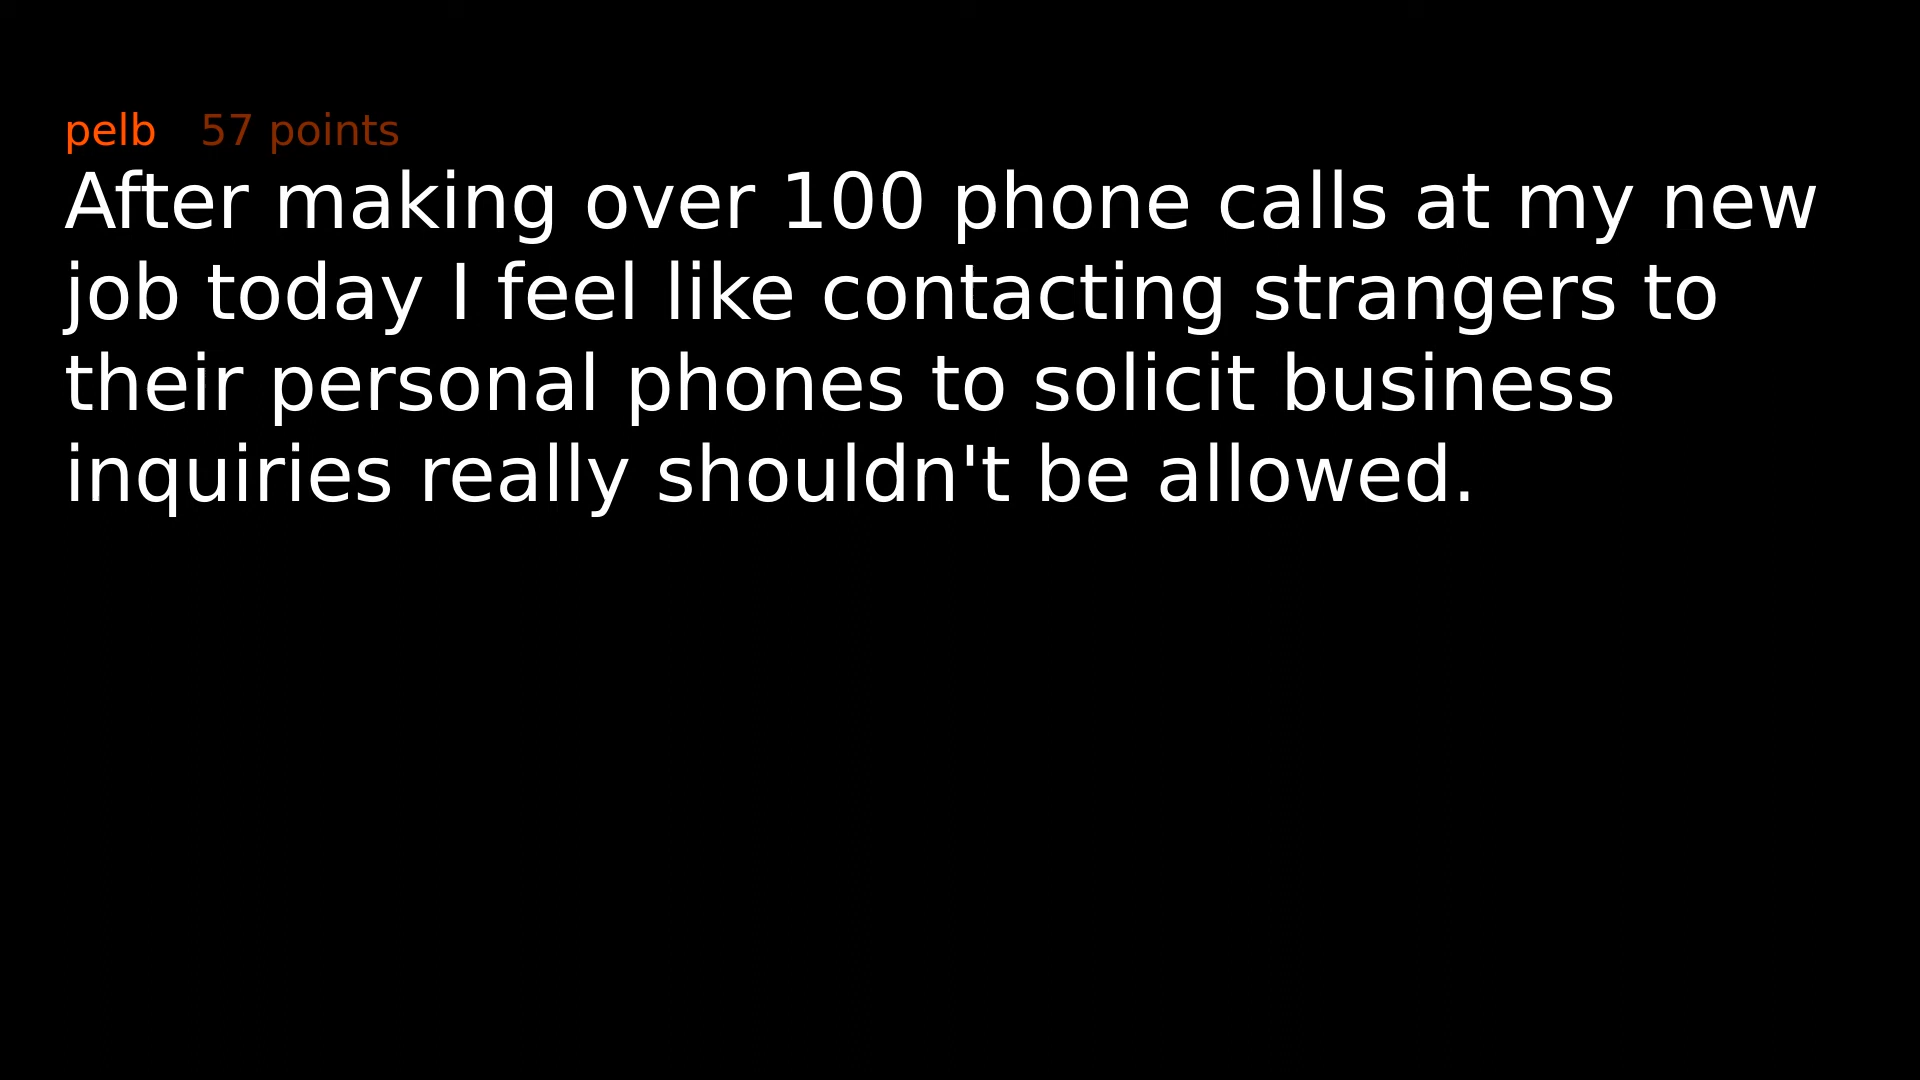 pelb 57 points
After making over 100 phone calls at my new
job today I feel like contacting strangers to
their personal phones to solicit business
inquiries really shouldn't be allowed.